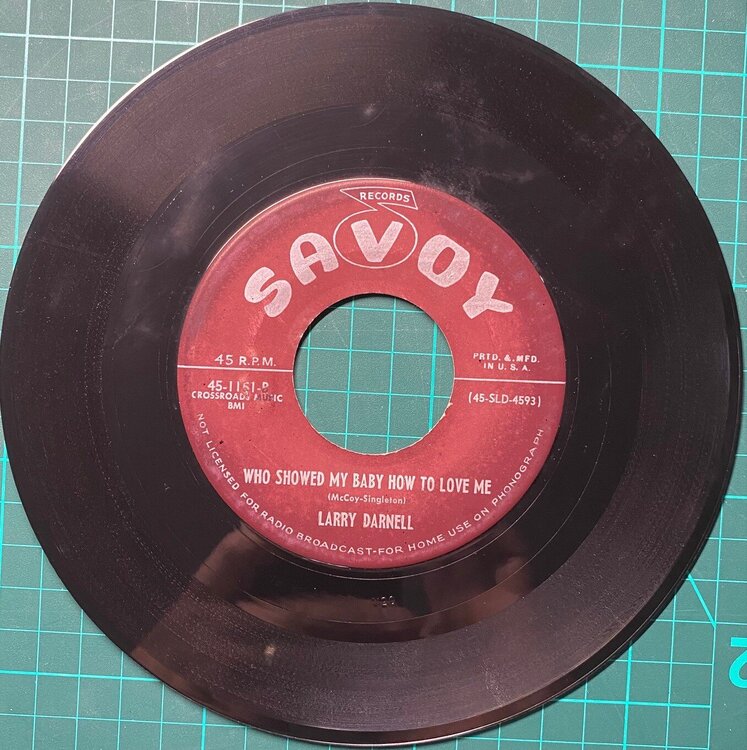 RECORDS
SAVOY
45 R.P.M.
PRTD. & MFD.
IN U. S. A.
45-1161-P
CROSSROADS MUSIC
BMI
(45-SLD-4593)
WHO SHOWED MY BABY HOW TO LOVE ME
(McCoy-Singleton)
LARRY DARNELL
NOT LICENSED FOR RADIO BROADCAST-FOR HOME USE ON PHONOGRAPH
2